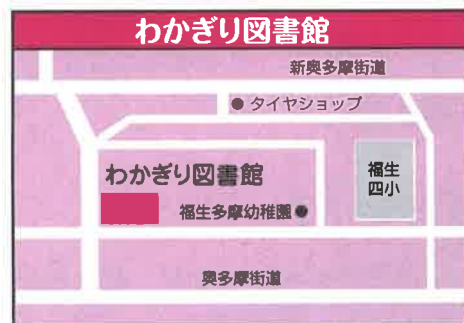 わかぎり図書館
新奥多摩街道
● タイヤショップ
わかぎり図書館
福生
四小
福生多摩幼稚園 ●
奥多摩街道